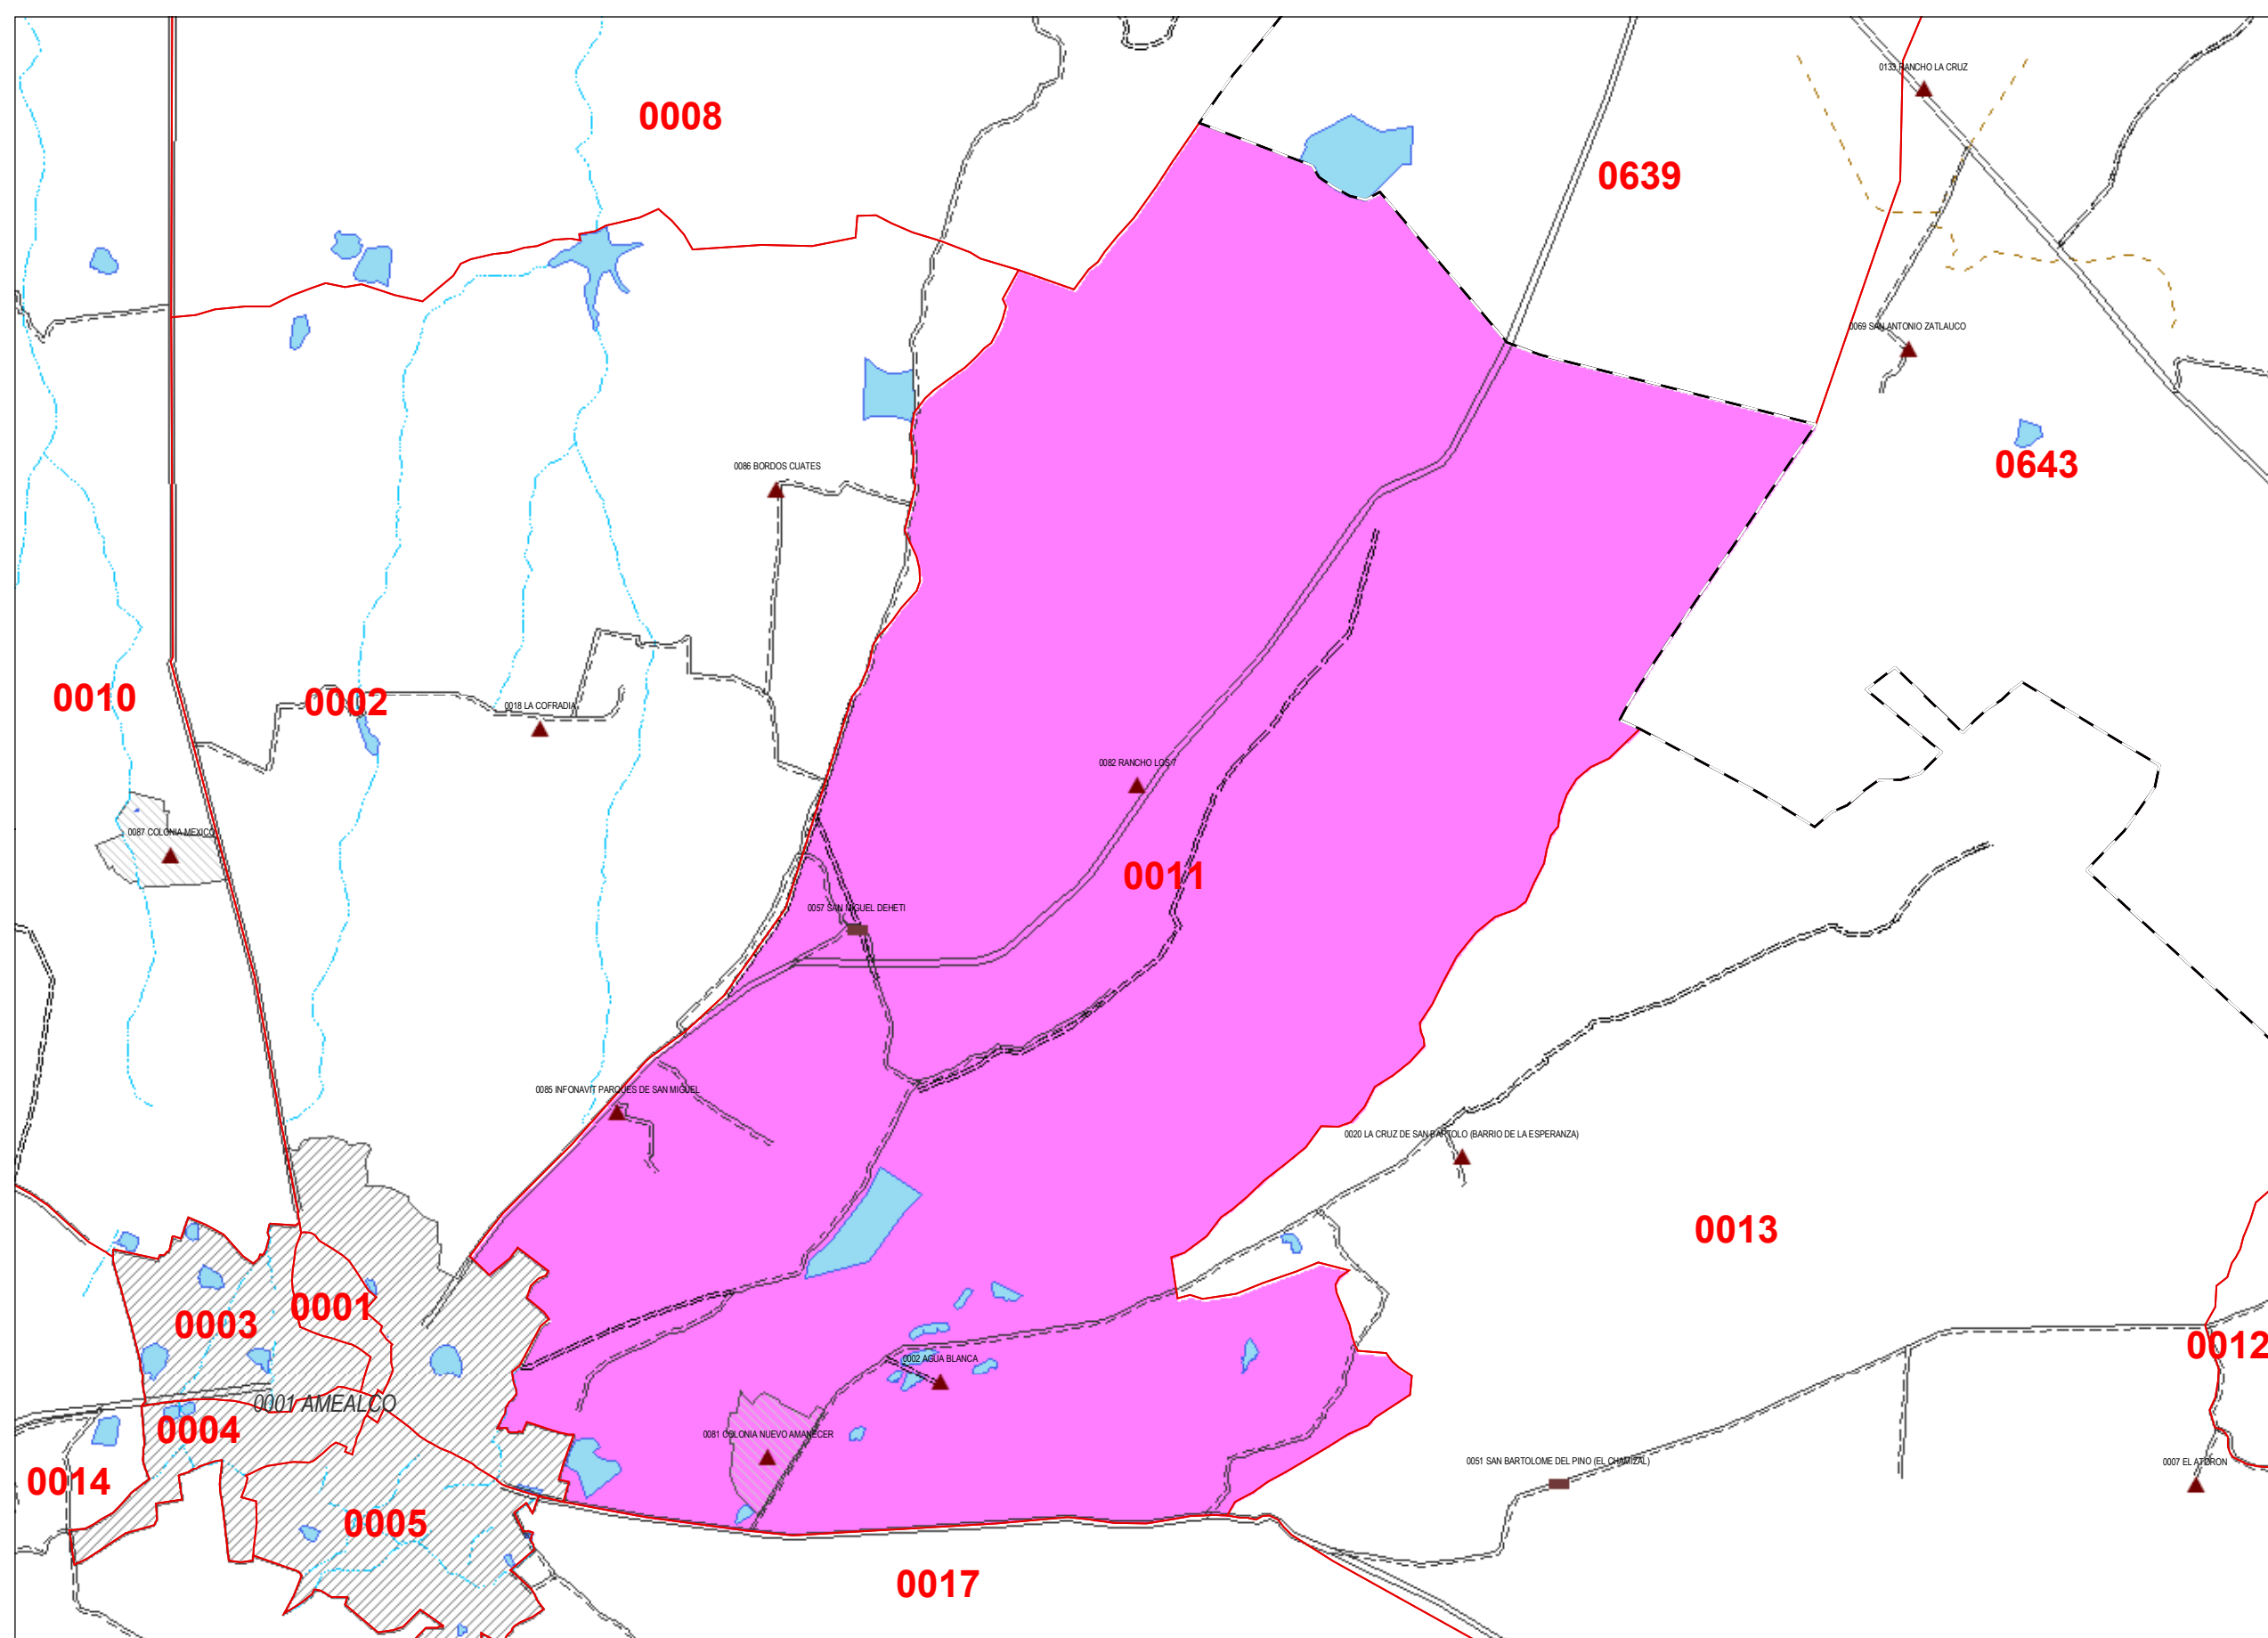 0133 RANCHO LA CRUZ
0008
0639
0069 SAN ANTONIO ZATLAUCO
0086 BORDOS CUATES
0643
0010
0002
0018 LA COFRADIA
0082 RANCHO LOS 7
0087 COLONIA MEXICO
0011
0057 SAN MIGUEL DEHETI
0085 INFONAVIT PARQUES DE SAN MIGUEL
0020 LA CRUZ DE SAN BARTOLO (BARRIO DE LA ESPERANZA)
0013
0001
0003
0012
0002 AGUA BLANCA
0001 AMEALCO
0004
0081 COLONIA NUEVO AMANECER
0051 SAN BARTOLOME DEL PINO (EL CHAMIZAL)
0007 EL ATORON
0014
0005
0017